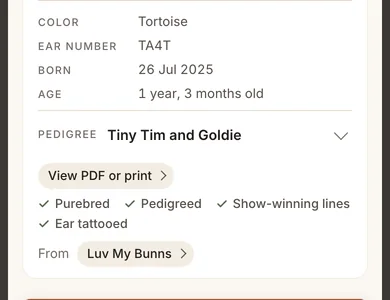 COLOR Tortoise
EAR NUMBER TA4T
BORN 26 Jul 2025
AGE 1 year, 3 months old
PEDIGREE Tiny Tim and Goldie
View PDF or print
Purebred Pedigreed Show-winning lines
Ear tattooed
From Luv My Bunns